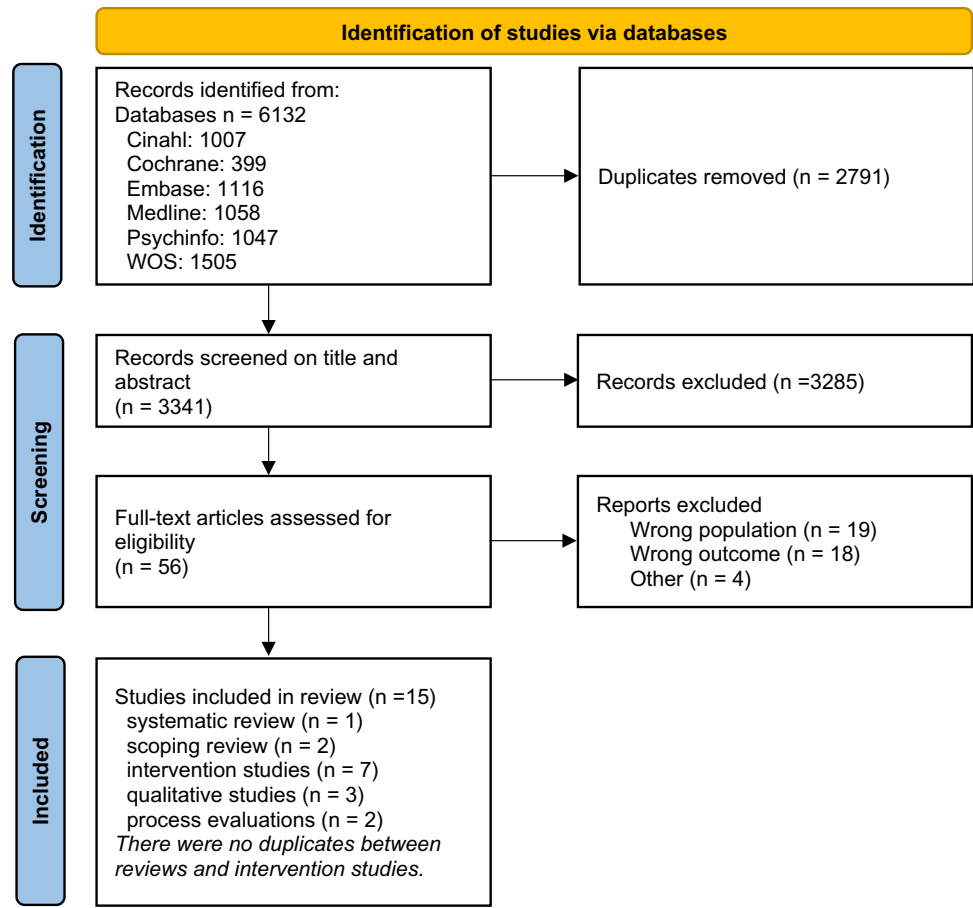 Identification of studies via databases
Identification
Records identified from:
Databases n = 6132
Cinahl: 1007
Cochrane: 399
Embase: 1116
Medline: 1058
Psychinfo: 1047
WOS: 1505
Duplicates removed (n = 2791)
Screening
Records screened on title and
abstract
(n = 3341)
Records excluded (n =3285)
Full-text articles assessed for
eligibility
(n = 56)
Reports excluded
Wrong population (n = 19)
Wrong outcome (n = 18)
Other (n = 4)
Included
Studies included in review (n =15)
systematic review (n = 1)
scoping review (n = 2)
intervention studies (n = 7)
qualitative studies (n = 3)
process evaluations (n = 2)
There were no duplicates between
reviews and intervention studies.